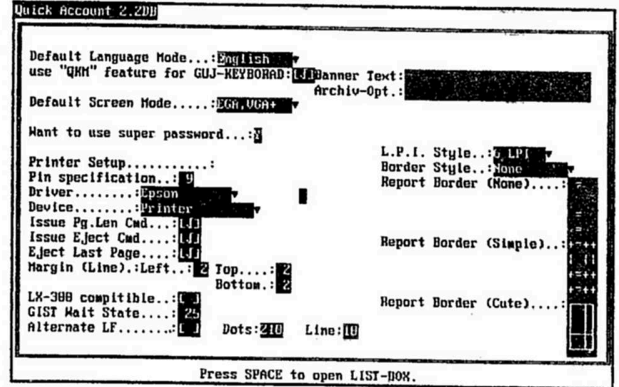 Quick Account 2.2DB
Default Language Mode...:English
use "QKM" feature for GUJ-KEYBORAD:[√] Banner Text:
Archiv-Opt.:
Default Screen Mode.....:EGA,VGA+
Want to use super password...:Y
L.P.I. Style..:6 LPI
Printer Setup...........:
Border Style..:None
Pin specification..: 9
Report Border (None)....:
Driver........:Epson
Device........:Printer
Issue Pg.Len Cmd...:[√]
Issue Eject Cmd....:[√]
Report Border (Simple)..:
Eject Last Page....:[√]
Margin (Line).:Left..: 2 Top....: 2
Bottom.: 2
LX-300 compitible..:[ ]
Report Border (Cute)....:
GIST Wait State....: 25
Alternate LF.......:[ ] Dots:210 Line:10
Press SPACE to open LIST-BOX.